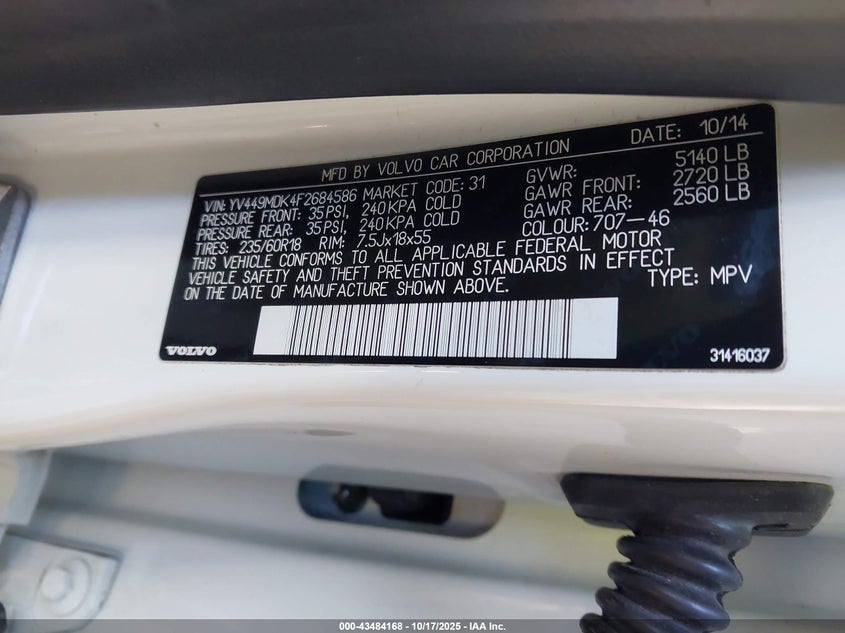 MFD BY VOLVO CAR CORPORATION DATE: 10/14
VIN: YV449MDK4F2684586 MARKET CODE: 31 GVWR: 5140 LB
PRESSURE FRONT: 35PSI, 240KPA COLD GAWR FRONT: 2720 LB
PRESSURE REAR: 35PSI, 240KPA COLD GAWR REAR: 2560 LB
TIRES: 235/60R18 RIM: 7.5Jx18x55 COLOUR: 707-46
THIS VEHICLE CONFORMS TO ALL APPLICABLE FEDERAL MOTOR
VEHICLE SAFETY AND THEFT PREVENTION STANDARDS IN EFFECT
ON THE DATE OF MANUFACTURE SHOWN ABOVE. TYPE: MPV
VOLVO 31416037
000-43484168 - 10/17/2025 - IAA Inc.